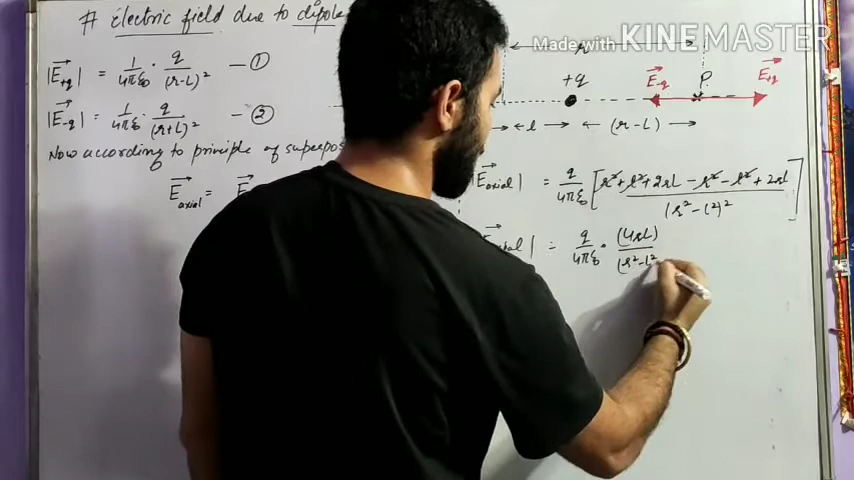 # electric field due to dipole
|E+q| = 1/4πε₀ · q/(r-l)² — ①
|E-q| = 1/4πε₀ · q/(r+l)² — ②
Now according to principle of superpos
E axial = E
Made with KINEMASTER
r
+q
E-q
P
E+q
l
(r-l)
|E axial| = q/4πε₀ [r²+l²+2rl-r²-l²+2rl/(r²-l²)²]
ial| = q/4πε₀ · (4rl)/(r²-l²